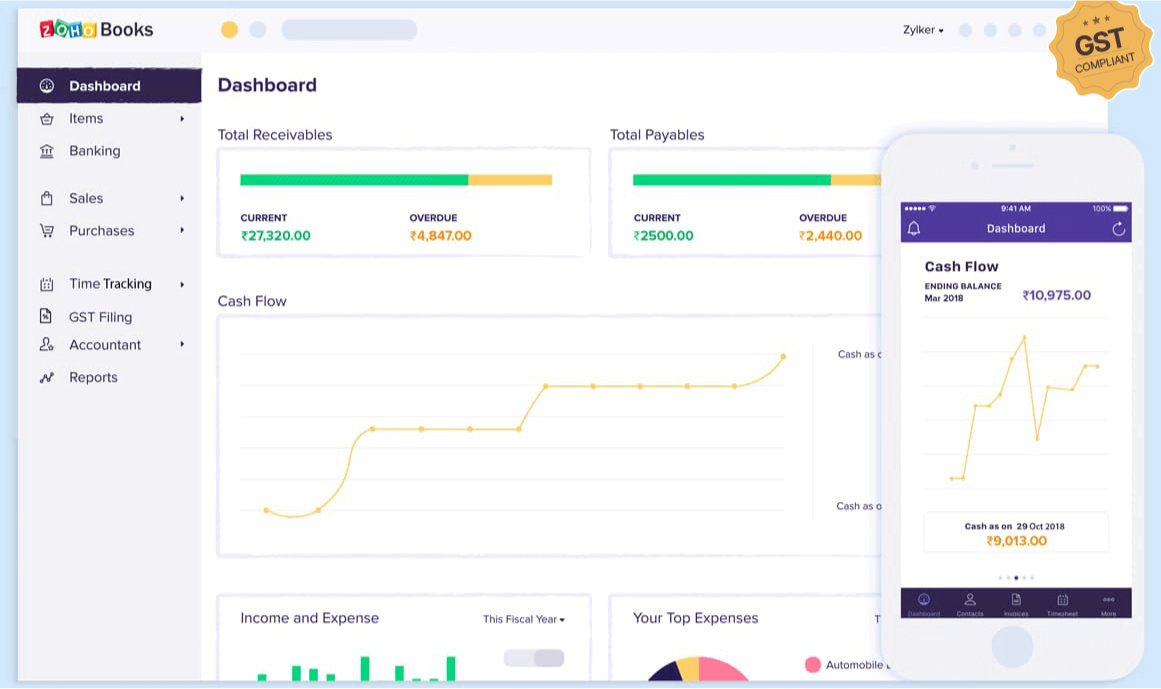 ZOHO Books
Zylker
GST
COMPLIANT
Dashboard
Items
Banking
Sales
Purchases
Time Tracking
GST Filing
Accountant
Reports
Dashboard
Total Receivables
CURRENT
₹27,320.00
OVERDUE
₹4,847.00
Total Payables
CURRENT
₹2500.00
OVERDUE
₹2,440.00
Cash Flow
Cash as
Cash as
Income and Expense
This Fiscal Year
Your Top Expenses
Automobile
9:41 AM
100%
Dashboard
Cash Flow
ENDING BALANCE
Mar 2018
₹10,975.00
Cash as on 29 Oct 2018
₹9,013.00
Dashboard
Contacts
Invoices
Timesheet
More